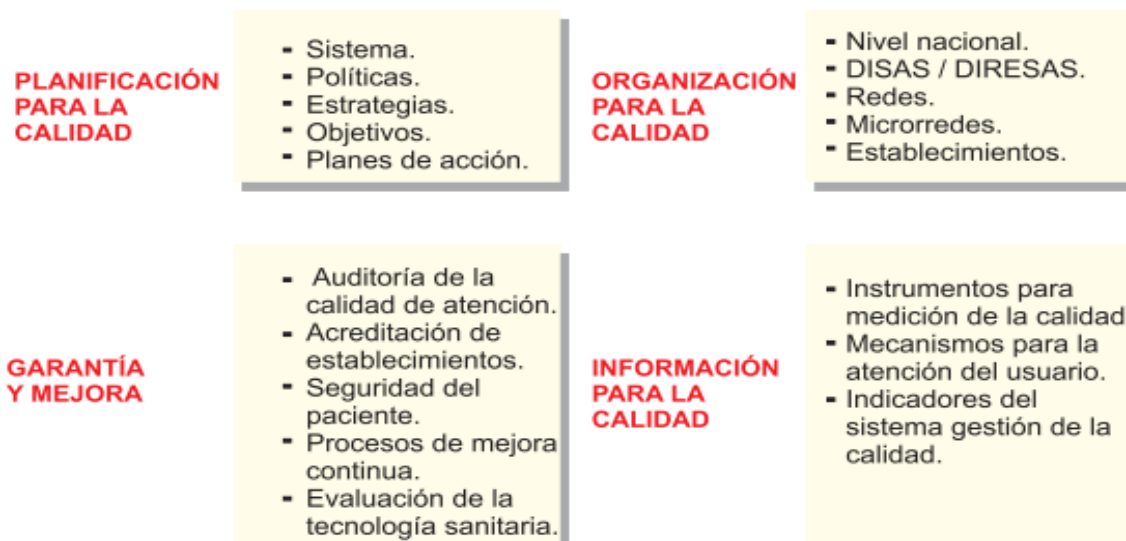 PLANIFICACIÓN
PARA LA
CALIDAD
- Sistema.
- Políticas.
- Estrategias.
- Objetivos.
- Planes de acción.
ORGANIZACIÓN
PARA LA
CALIDAD
- Nivel nacional.
- DISAS / DIRESAS.
- Redes.
- Microrredes.
- Establecimientos.
GARANTÍA
Y MEJORA
- Auditoría de la
calidad de atención.
- Acreditación de
establecimientos.
- Seguridad del
paciente.
- Procesos de mejora
continua.
- Evaluación de la
tecnología sanitaria.
INFORMACIÓN
PARA LA
CALIDAD
- Instrumentos para
medición de la calidad
- Mecanismos para la
atención del usuario.
- Indicadores del
sistema gestión de la
calidad.